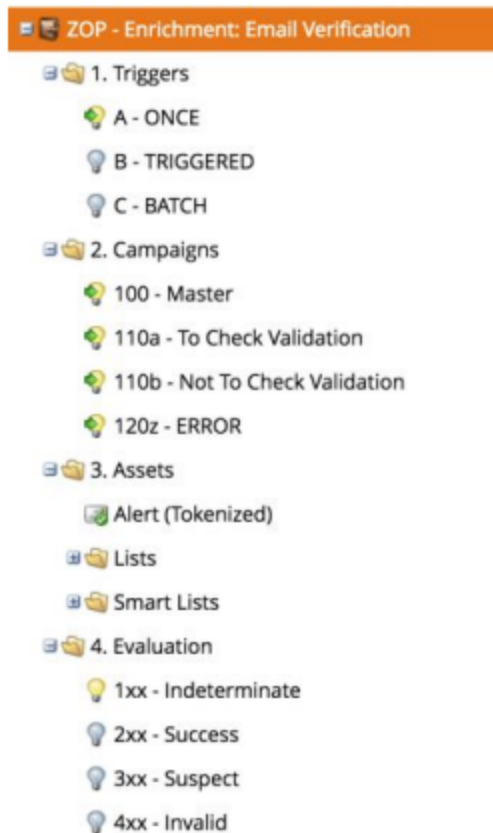 ZOP - Enrichment: Email Verification
1. Triggers
A - ONCE
B - TRIGGERED
C - BATCH
2. Campaigns
100 - Master
110a - To Check Validation
110b - Not To Check Validation
120z - ERROR
3. Assets
Alert (Tokenized)
Lists
Smart Lists
4. Evaluation
1xx - Indeterminate
2xx - Success
3xx - Suspect
4xx - Invalid